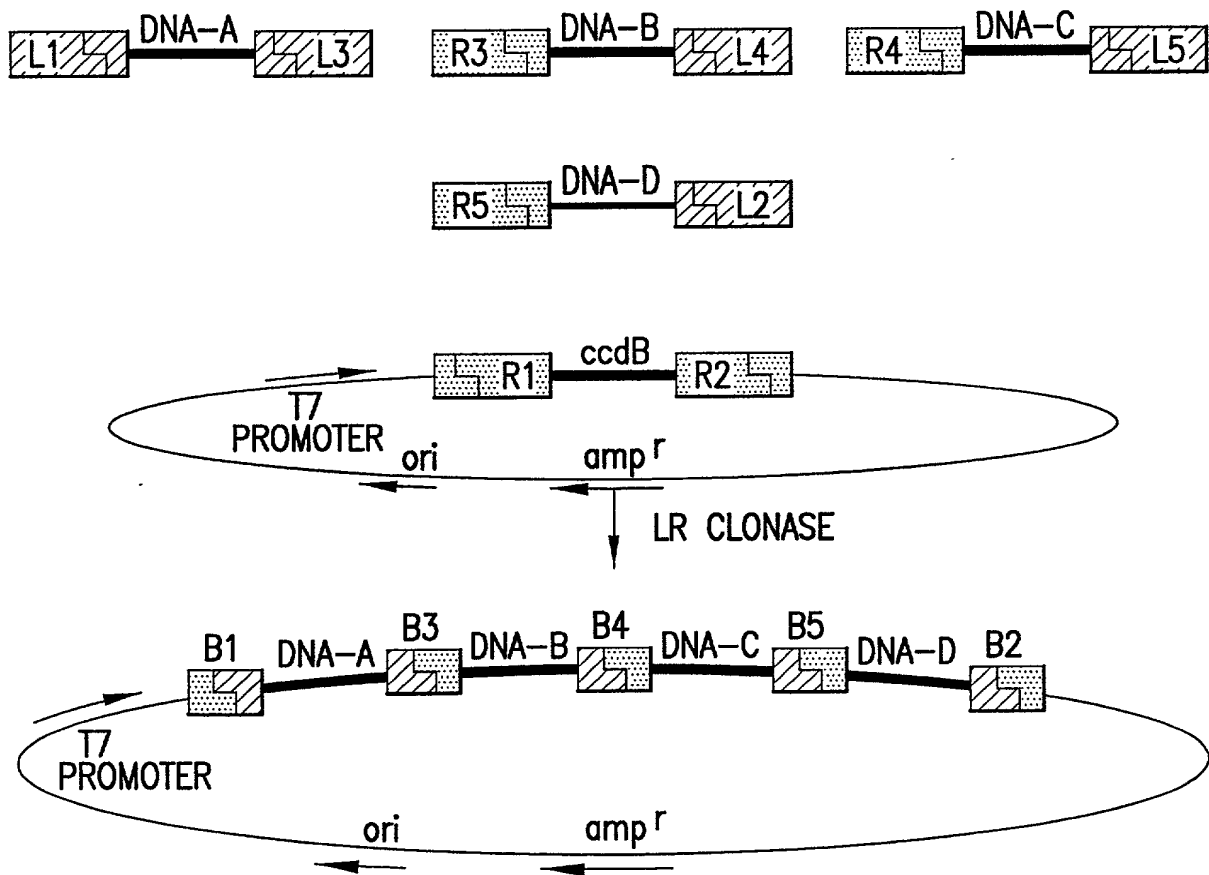 DNA-A DNA-B DNA-C
L1 L3 R3 L4 R4 L5
DNA-D
R5 L2
ccdB
R1 R2
T7
PROMOTER
ori amp r
LR CLONASE
B1 DNA-A B3 DNA-B B4 DNA-C B5 DNA-D B2
T7
PROMOTER
ori amp r